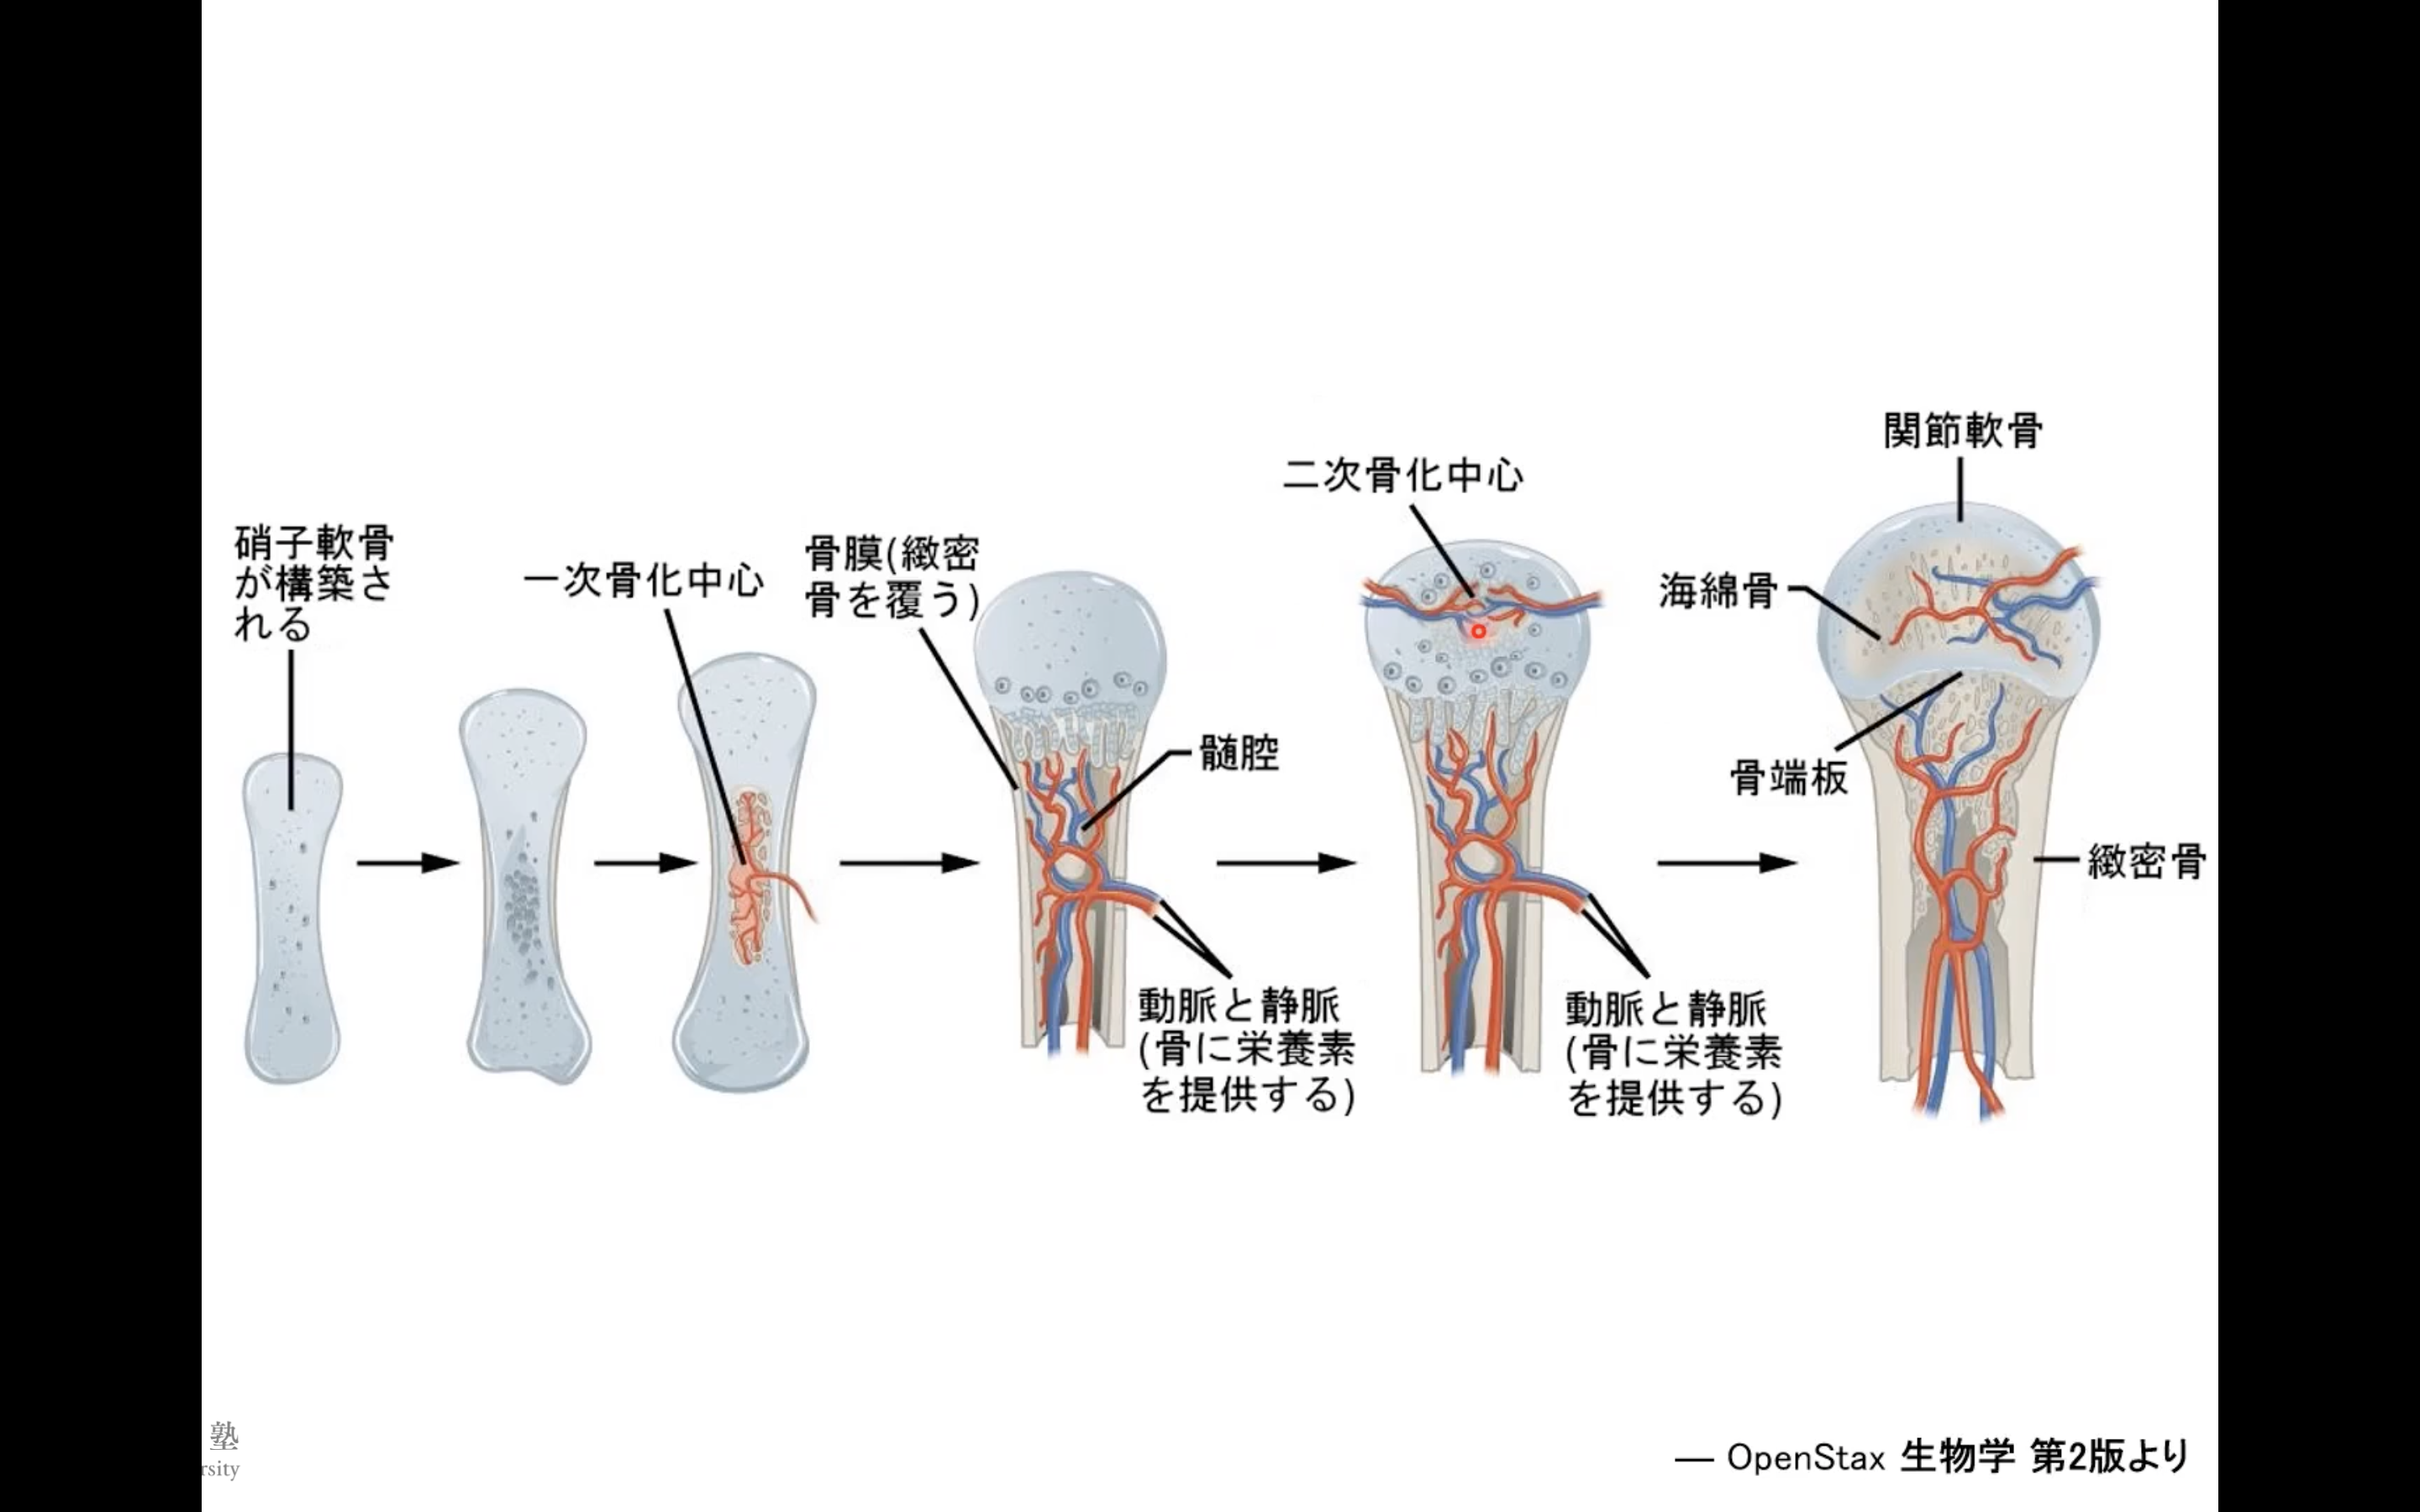 硝子軟骨
が構築さ
れる
一次骨化中心
骨膜(緻密
骨を覆う)
髄腔
動脈と静脈
(骨に栄養素
を提供する)
二次骨化中心
動脈と静脈
(骨に栄養素
を提供する)
関節軟骨
海綿骨
骨端板
緻密骨
塾
rsity
— OpenStax 生物学 第2版より